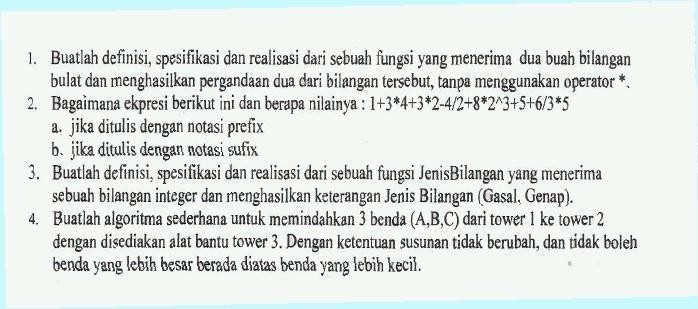 1. Buatlah definisi, spesifikasi dan realisasi dari sebuah fungsi yang menerima dua buah bilangan
bulat dan menghasilkan pergandaan dua dari bilangan tersebut, tanpa menggunakan operator *.
2. Bagaimana ekpresi berikut ini dan berapa nilainya : 1+3*4+3*2-4/2+8*2^3+5+6/3*5
a. jika ditulis dengan notasi prefix
b. jika ditulis dengan notasi sufix
3. Buatlah definisi, spesifikasi dan realisasi dari sebuah fungsi JenisBilangan yang menerima
sebuah bilangan integer dan menghasilkan keterangan Jenis Bilangan (Gasal, Genap).
4. Buatlah algoritma sederhana untuk memindahkan 3 benda (A,B,C) dari tower 1 ke tower 2
dengan disediakan alat bantu tower 3. Dengan ketentuan susunan tidak berubah, dan tidak boleh
benda yang lebih besar berada diatas benda yang lebih kecil.